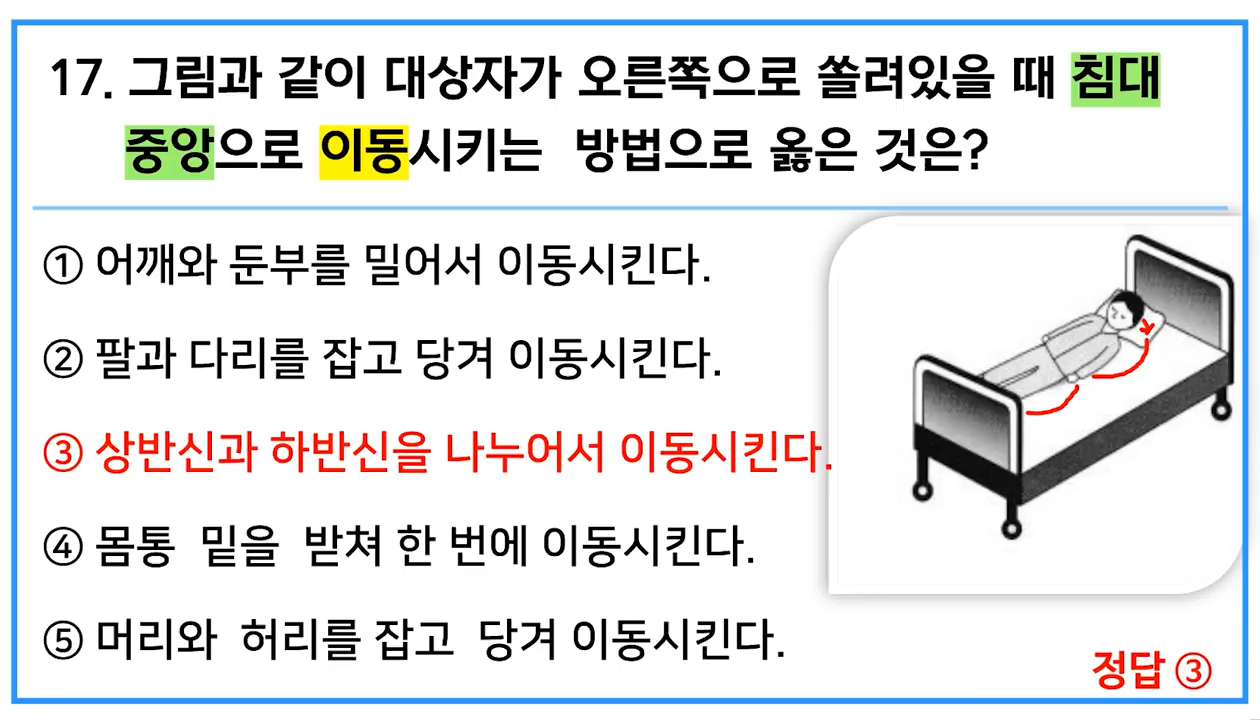 17. 그림과 같이 대상자가 오른쪽으로 쏠려있을 때 침대
중앙으로 이동시키는 방법으로 옳은 것은?
① 어깨와 둔부를 밀어서 이동시킨다.
② 팔과 다리를 잡고 당겨 이동시킨다.
③ 상반신과 하반신을 나누어서 이동시킨다.
④ 몸통 밑을 받쳐 한 번에 이동시킨다.
⑤ 머리와 허리를 잡고 당겨 이동시킨다.
정답 ③